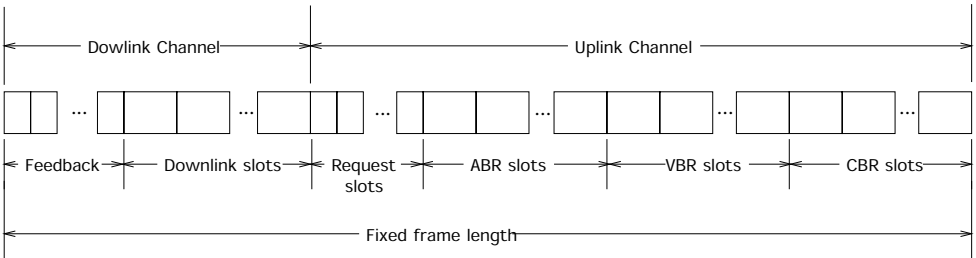 Dowlink Channel
Uplink Channel
... ... ... ... ... ...
Feedback
Downlink slots
Request
slots
ABR slots
VBR slots
CBR slots
Fixed frame length